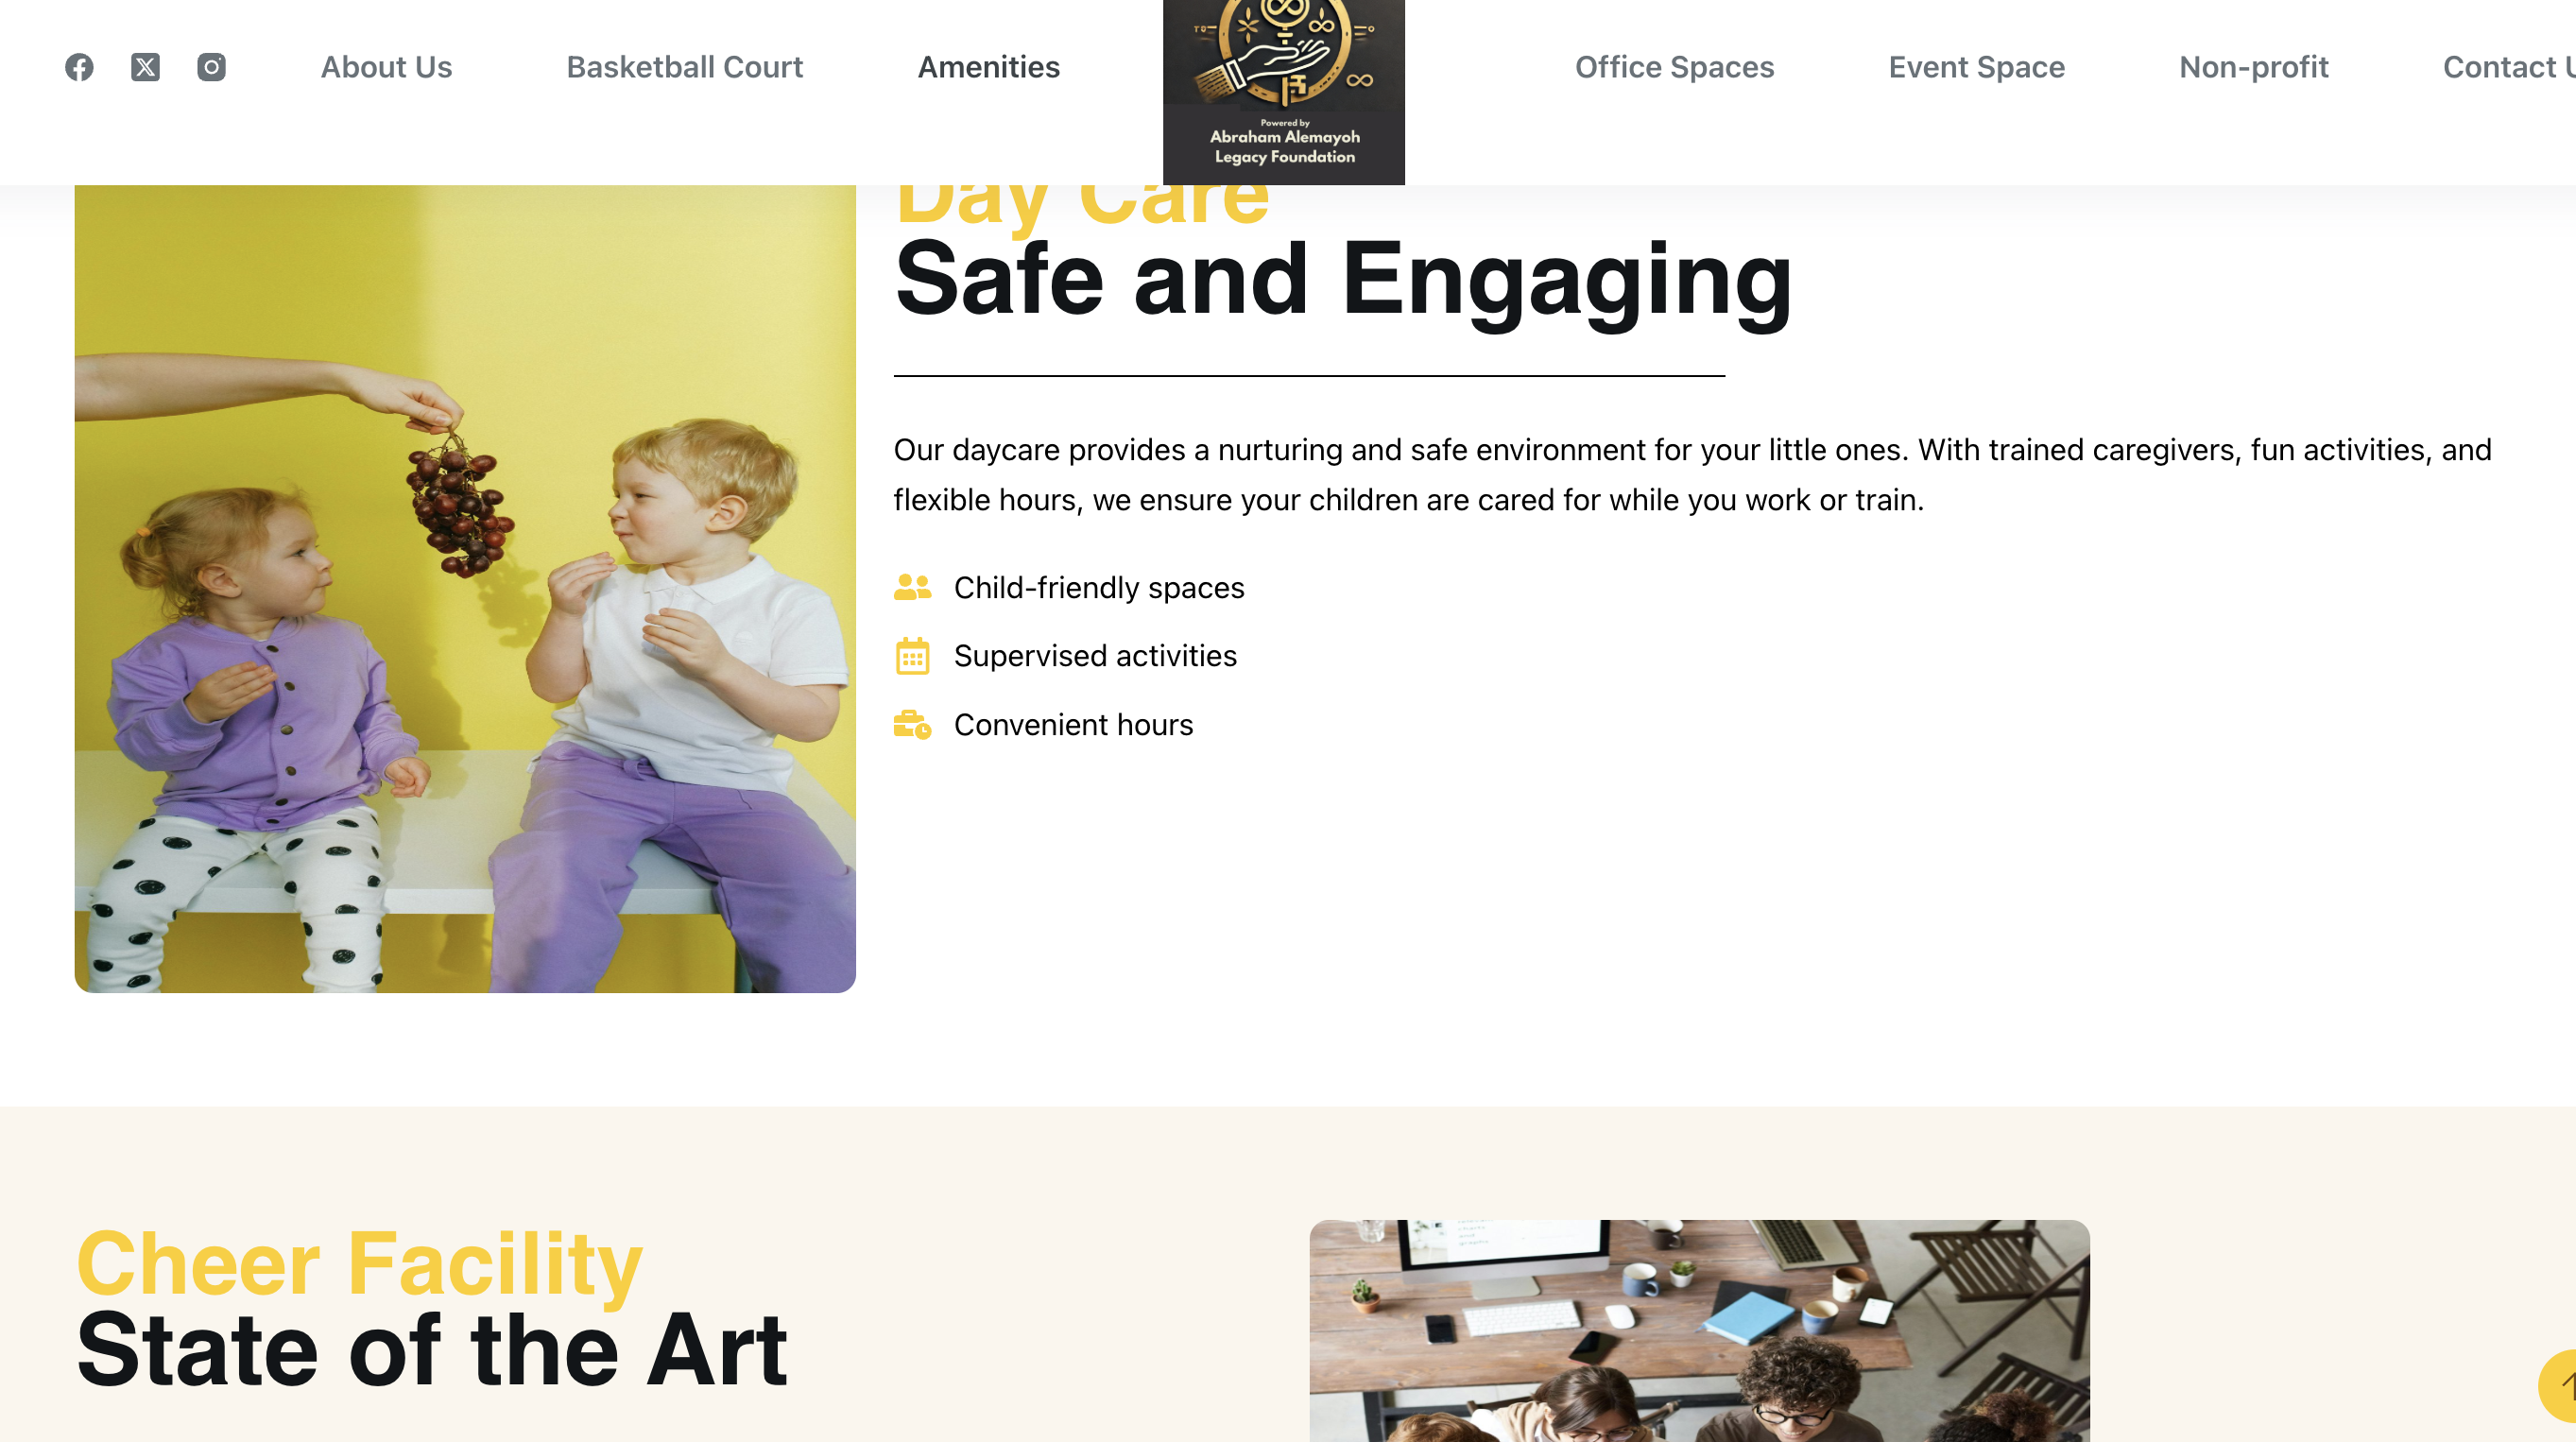 About Us
Basketball Court
Amenities
Powered by
Abraham Alemayoh
Legacy Foundation
Office Spaces
Event Space
Non-profit
Contact
Day Care
Safe and Engaging
Our daycare provides a nurturing and safe environment for your little ones. With trained caregivers, fun activities, and
flexible hours, we ensure your children are cared for while you work or train.
Child-friendly spaces
Supervised activities
Convenient hours
Cheer Facility
State of the Art